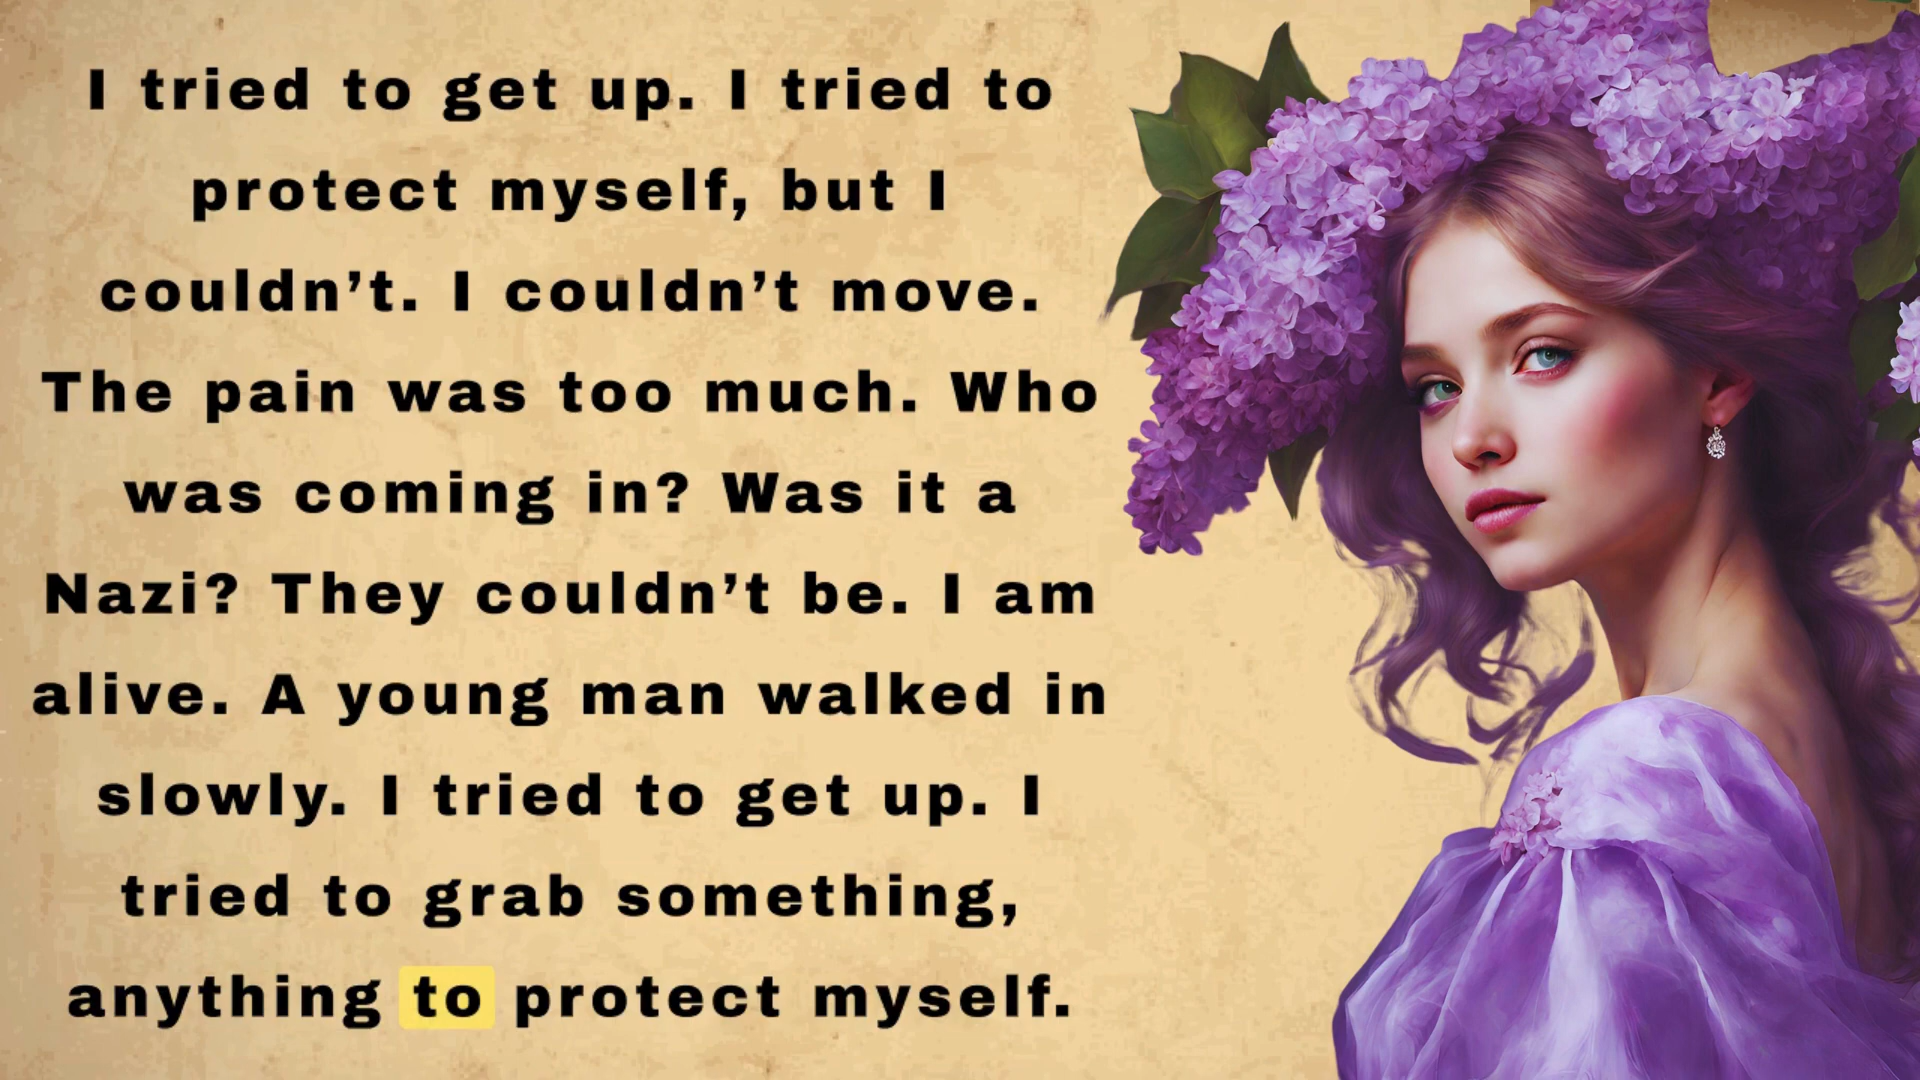 I tried to get up. I tried to
protect myself, but I
couldn’t. I couldn’t move.
The pain was too much. Who
was coming in? Was it a
Nazi? They couldn’t be. I am
alive. A young man walked in
slowly. I tried to get up. I
tried to grab something,
anything to protect myself.